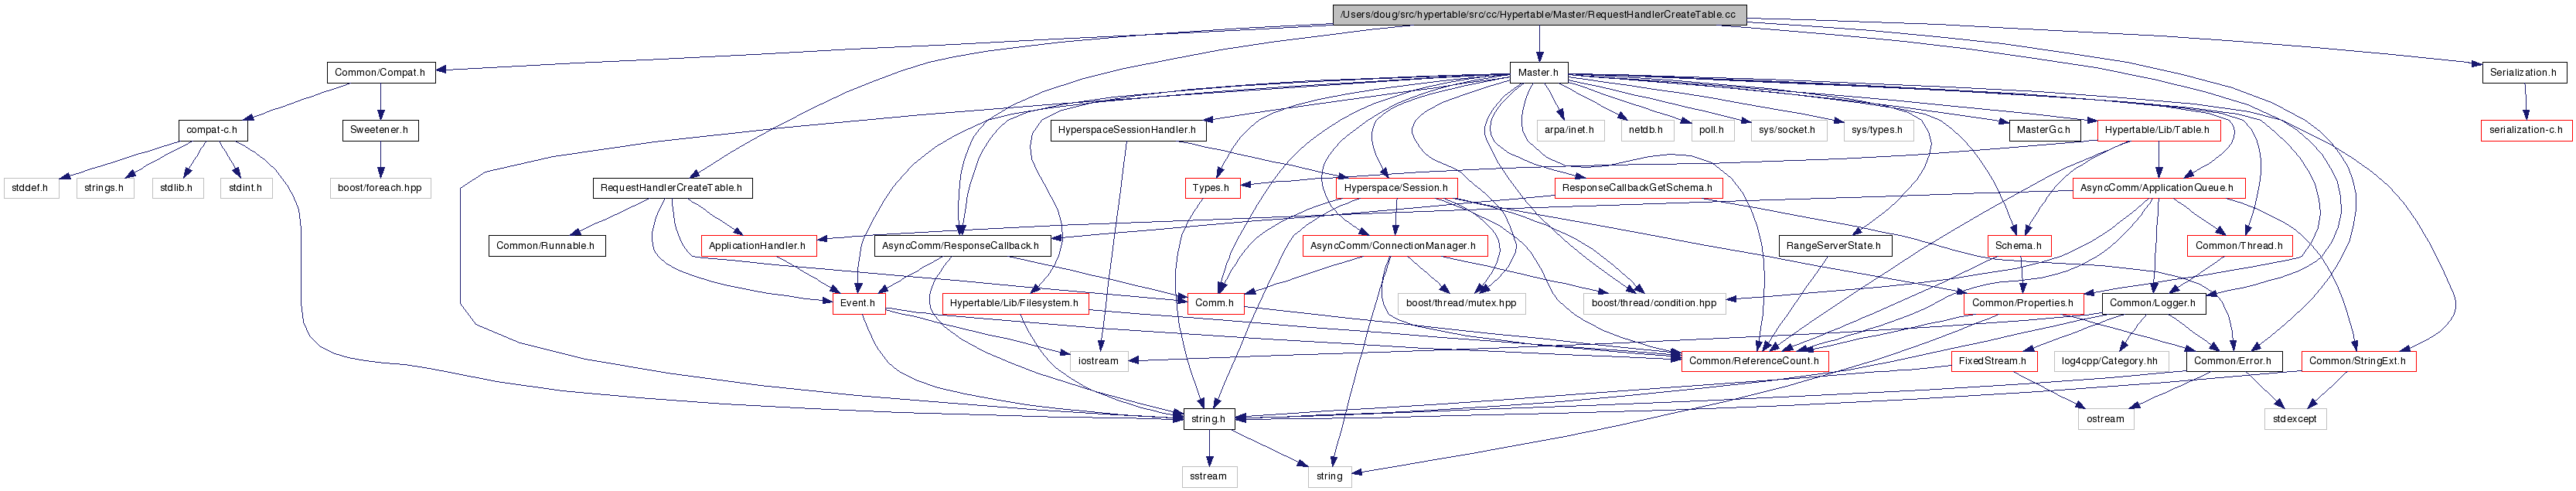 /Users/doug/src/hypertable/src/cc/Hypertable/Master/RequestHandlerCreateTable.cc
Common/Compat.h
Master.h
Serialization.h
compat-c.h
Sweetener.h
HyperspaceSessionHandler.h
arpa/inet.h
netdb.h
poll.h
sys/socket.h
sys/types.h
MasterGc.h
Hypertable/Lib/Table.h
serialization-c.h
stddef.h
strings.h
stdlib.h
stdint.h
boost/foreach.hpp
RequestHandlerCreateTable.h
Types.h
Hyperspace/Session.h
ResponseCallbackGetSchema.h
AsyncComm/ApplicationQueue.h
Common/Runnable.h
ApplicationHandler.h
AsyncComm/ResponseCallback.h
AsyncComm/ConnectionManager.h
RangeServerState.h
Schema.h
Common/Thread.h
Event.h
Hypertable/Lib/Filesystem.h
Comm.h
boost/thread/mutex.hpp
boost/thread/condition.hpp
Common/Properties.h
Common/Logger.h
iostream
Common/ReferenceCount.h
FixedStream.h
log4cpp/Category.hh
Common/Error.h
Common/StringExt.h
string.h
ostream
stdexcept
sstream
string